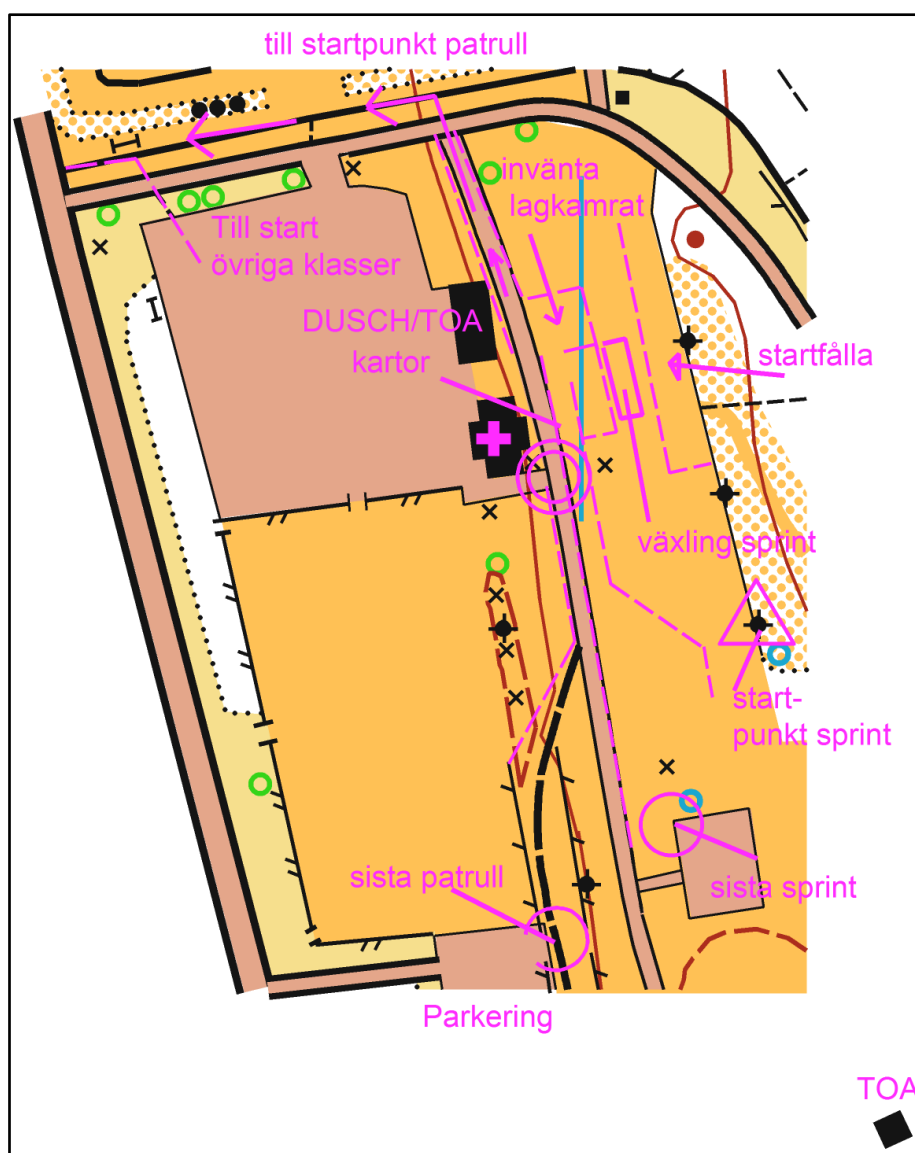 till startpunkt patrull
invänta
lagkamrat
Till start
övriga klasser
DUSCH/TOA
kartor
startfålla
växling sprint
start-
punkt sprint
sista patrull
sista sprint
Parkering
TOA